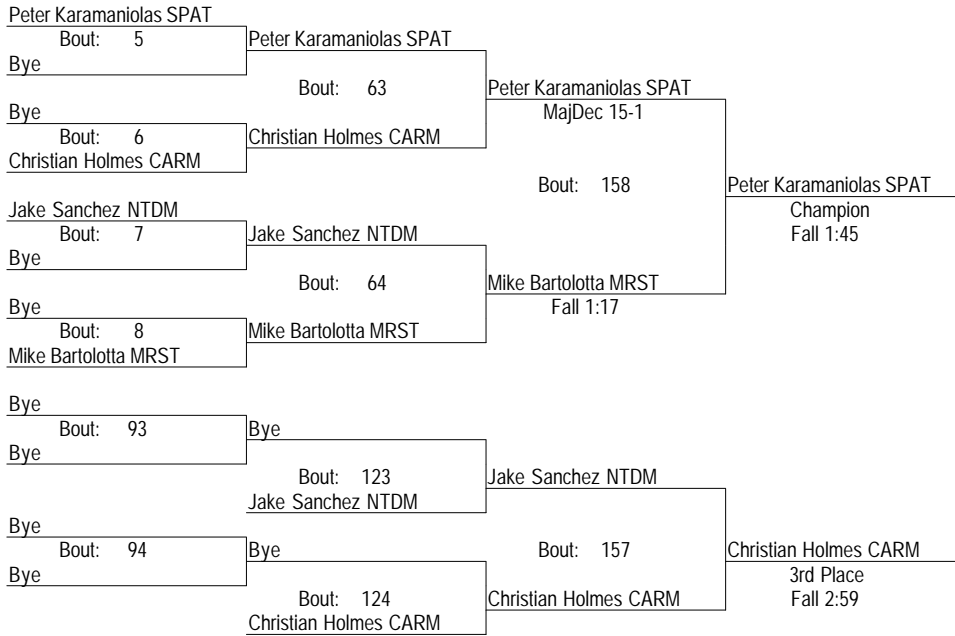 Peter Karamaniolas SPAT
Bout: 5
Peter Karamaniolas SPAT
Bye
Bout: 63
Peter Karamaniolas SPAT
Bye
MajDec 15-1
Bout: 6
Christian Holmes CARM
Christian Holmes CARM
Bout: 158
Peter Karamaniolas SPAT
Jake Sanchez NTDM
Champion
Bout: 7
Jake Sanchez NTDM
Fall 1:45
Bye
Bout: 64
Mike Bartolotta MRST
Bye
Fall 1:17
Bout: 8
Mike Bartolotta MRST
Mike Bartolotta MRST
Bye
Bout: 93
Bye
Bye
Bout: 123
Jake Sanchez NTDM
Jake Sanchez NTDM
Bye
Bout: 94
Bye
Bout: 157
Christian Holmes CARM
Bye
3rd Place
Bout: 124
Christian Holmes CARM
Fall 2:59
Christian Holmes CARM